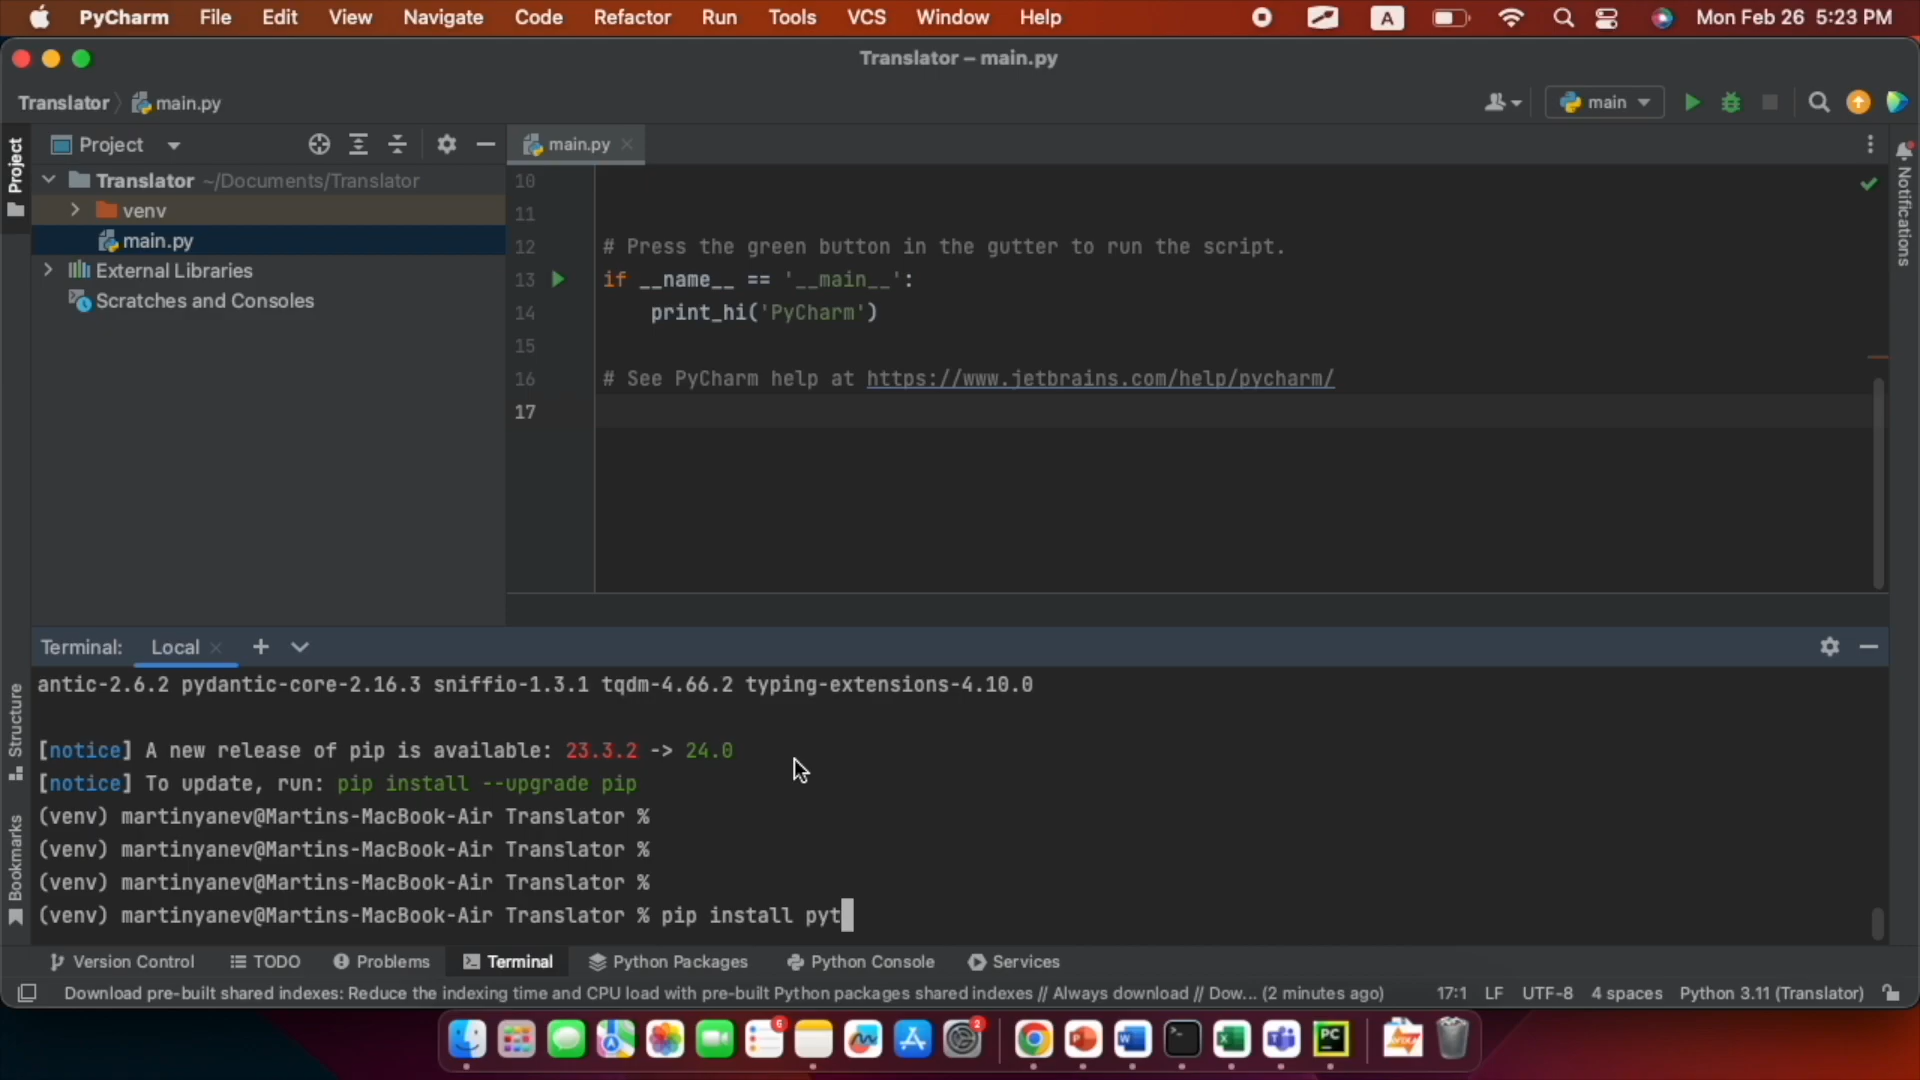 PyCharm File Edit View Navigate Code Refactor Run Tools VCS Window Help A Mon Feb 26 5:23 PM
Translator – main.py
Translator main.py main
Project Project main.py
Translator ~/Documents/Translator
venv
main.py
External Libraries
Scratches and Consoles
10
11
12 # Press the green button in the gutter to run the script.
13 if __name__ == '__main__':
14 print_hi('PyCharm')
15
16 # See PyCharm help at https://www.jetbrains.com/help/pycharm/
17
Notifications
Terminal: Local
antic-2.6.2 pydantic-core-2.16.3 sniffio-1.3.1 tqdm-4.66.2 typing-extensions-4.10.0
[notice] A new release of pip is available: 23.3.2 -> 24.0
[notice] To update, run: pip install --upgrade pip
(venv) martinyanev@Martins-MacBook-Air Translator %
(venv) martinyanev@Martins-MacBook-Air Translator %
(venv) martinyanev@Martins-MacBook-Air Translator %
(venv) martinyanev@Martins-MacBook-Air Translator % pip install pyt
Structure
Bookmarks
Version Control TODO Problems Terminal Python Packages Python Console Services
Download pre-built shared indexes: Reduce the indexing time and CPU load with pre-built Python packages shared indexes // Always download // Dow... (2 minutes ago) 17:1 LF UTF-8 4 spaces Python 3.11 (Translator)
6 2 PC